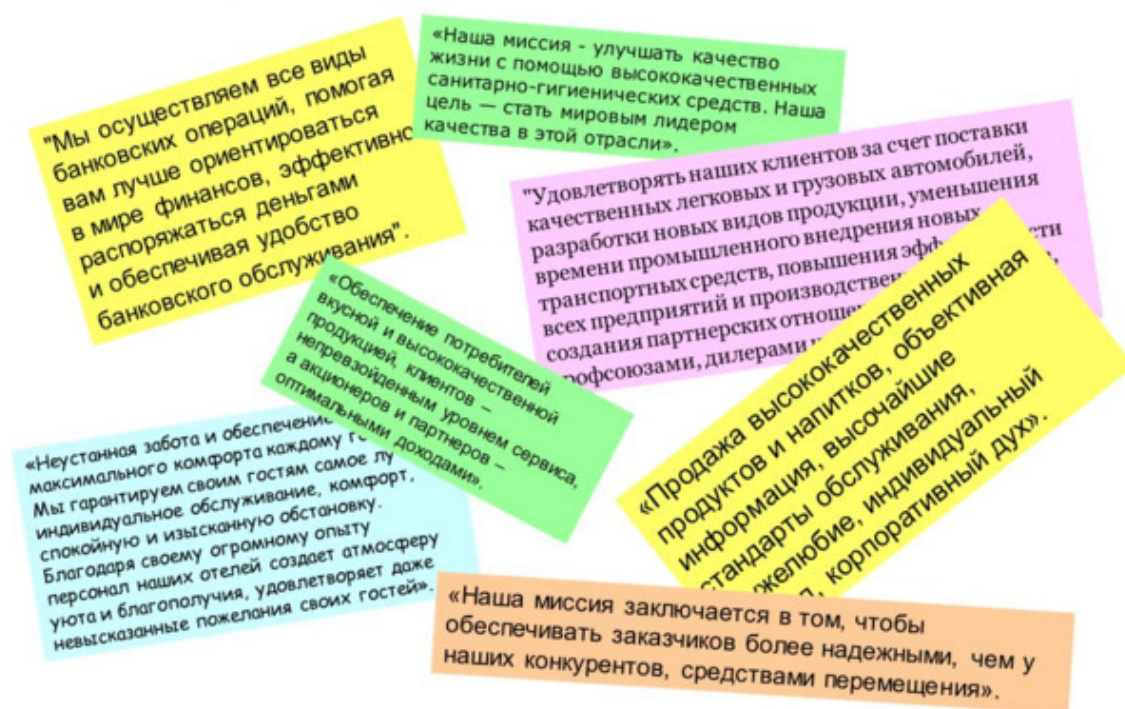 "Мы осуществляем все виды
банковских операций, помогая
вам лучше ориентироваться
в мире финансов, эффективно
распоряжаться деньгами
и обеспечивая удобство
банковского обслуживания".
«Наша миссия - улучшать качество
жизни с помощью высококачественных
санитарно-гигиенических средств. Наша
цель — стать мировым лидером
качества в этой отрасли».
"Удовлетворять наших клиентов за счет поставки
качественных легковых и грузовых автомобилей,
разработки новых видов продукции, уменьшения
времени промышленного внедрения новых
транспортных средств, повышения
всех предприятий и
создания партнерских
дилерами
«Обеспечение потребителей
вкусной и высококачественной
продукцией, клиентов –
непревзойденным уровнем сервиса,
а акционеров и партнеров –
оптимальными доходами».
«Продажа высококачественных
продуктов и напитков, объективная
информация, высочайшие
стандарты обслуживания,
индивидуальный
корпоративный дух».
«Неустанная забота и обеспечение
максимального комфорта каждому
Мы гарантируем своим гостям самое
индивидуальное обслуживание, комфорт,
спокойную и изысканную обстановку.
Благодаря своему огромному опыту
персонал наших отелей создает атмосферу
уюта и благополучия, удовлетворяет даже
невысказанные пожелания своих гостей».
«Наша миссия заключается в том, чтобы
обеспечивать заказчиков более надежными, чем у
наших конкурентов, средствами перемещения».